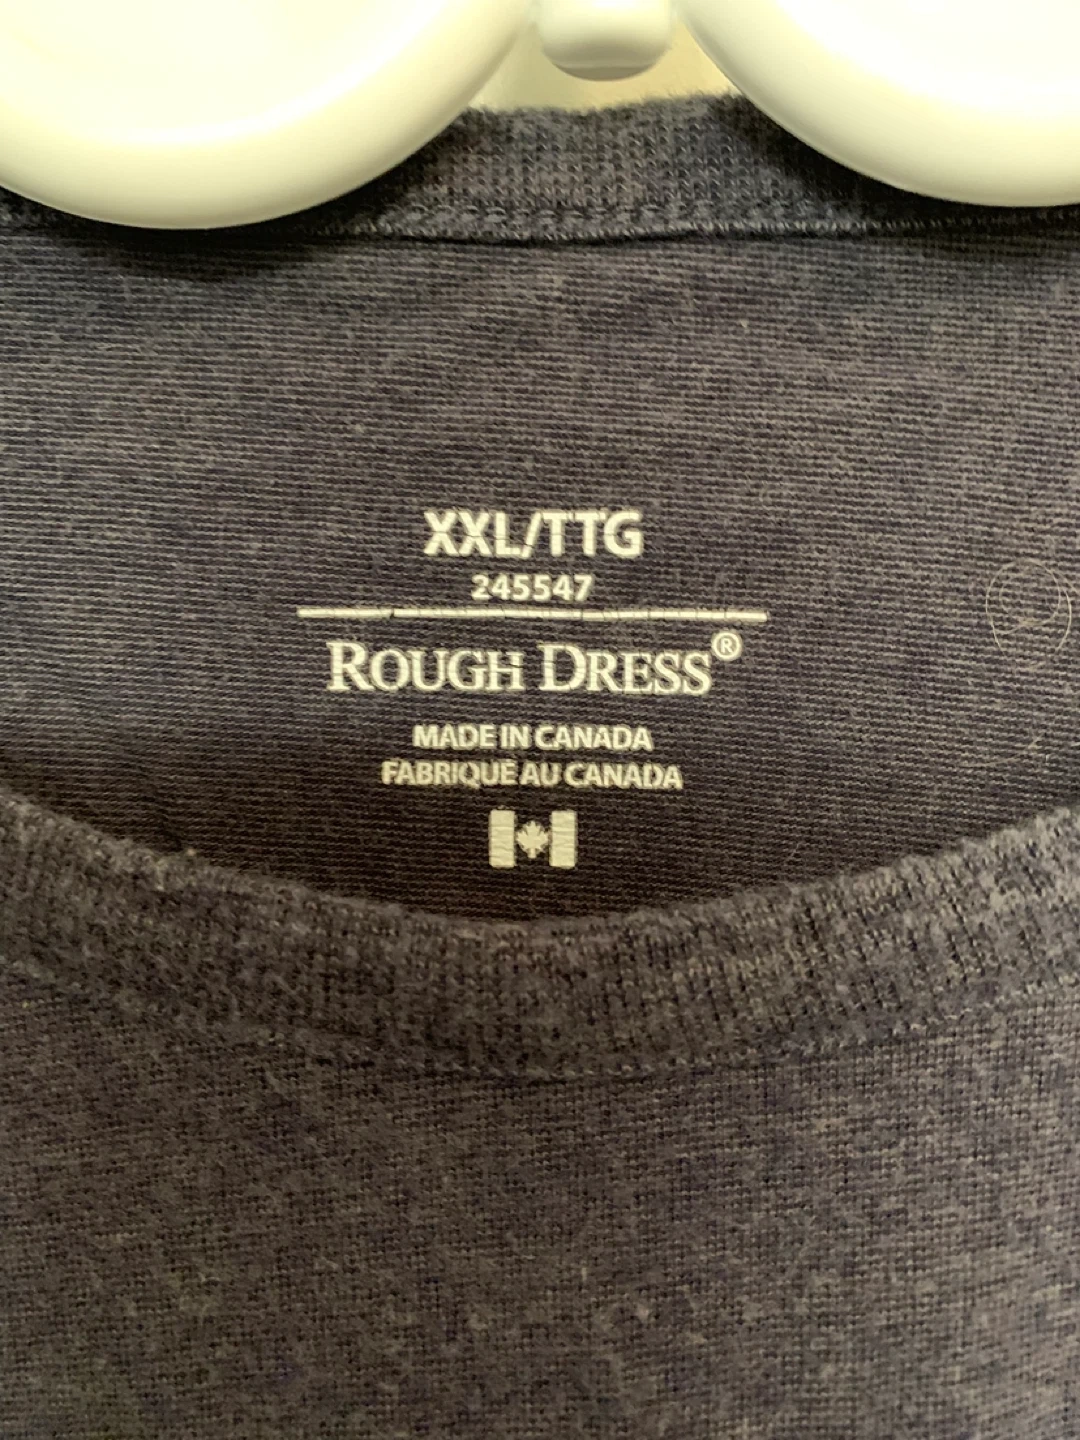 XXL/TTG
245547
ROUGH DRESS®
MADE IN CANADA
FABRIQUÉ AU CANADA